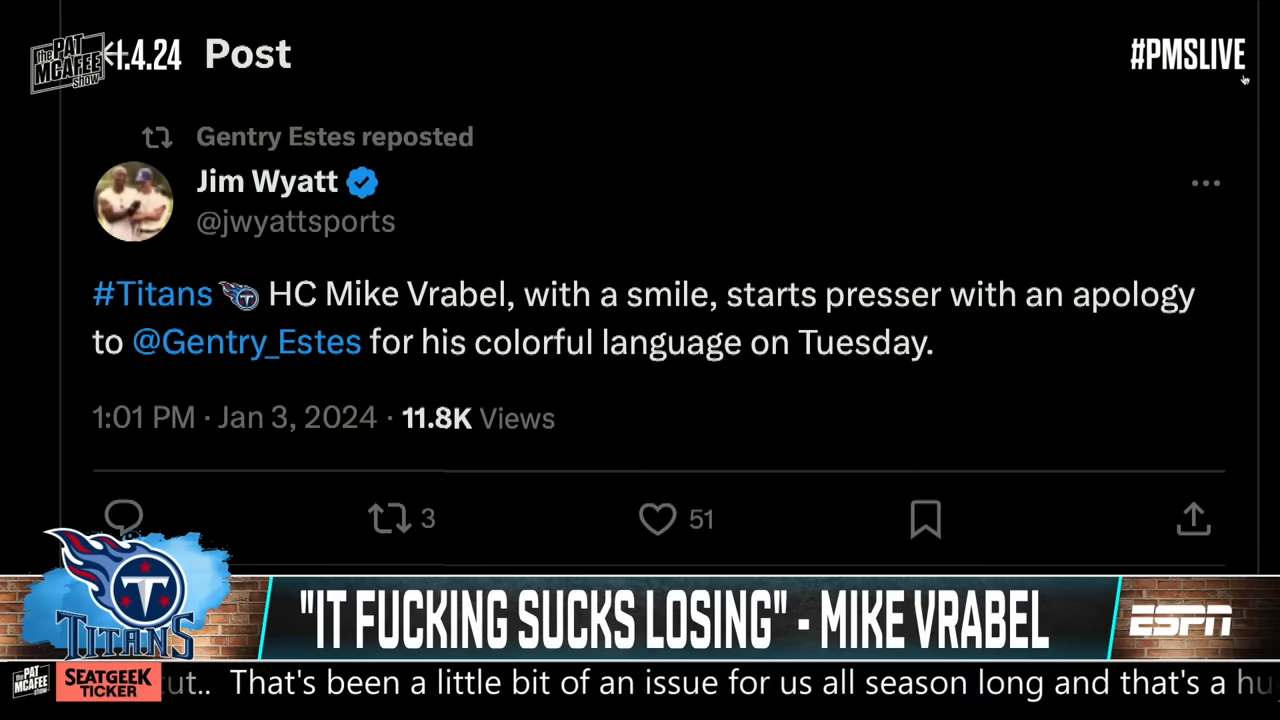 the PAT MCAFEE show
1.4.24
Post
#PMSLIVE
Gentry Estes reposted
Jim Wyatt
@jwyattsports
#Titans HC Mike Vrabel, with a smile, starts presser with an apology
to @Gentry_Estes for his colorful language on Tuesday.
1:01 PM · Jan 3, 2024 · 11.8K Views
3
51
TITANS
"IT FUCKING SUCKS LOSING" - MIKE VRABEL
ESPN
the PAT MCAFEE show
SEATGEEK
TICKER
That's been a little bit of an issue for us all season long and that's a